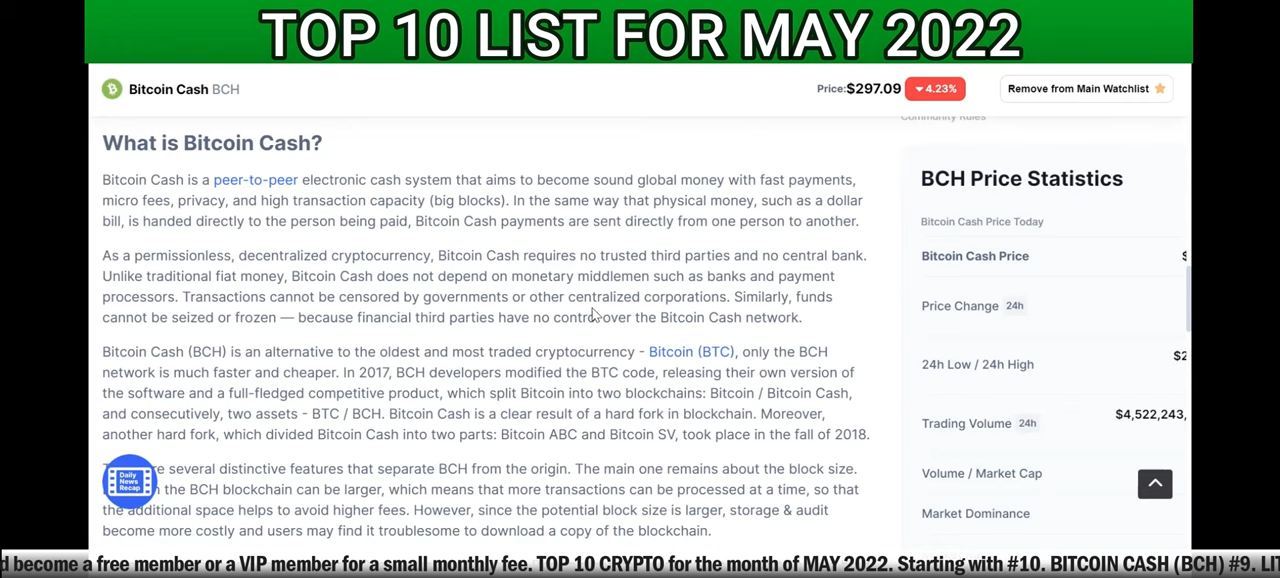 TOP 10 LIST FOR MAY 2022
Bitcoin Cash BCH
Price:$297.09 4.23%
Remove from Main Watchlist
Community Rules
What is Bitcoin Cash?
Bitcoin Cash is a peer-to-peer electronic cash system that aims to become sound global money with fast payments,
micro fees, privacy, and high transaction capacity (big blocks). In the same way that physical money, such as a dollar
bill, is handed directly to the person being paid, Bitcoin Cash payments are sent directly from one person to another.
As a permissionless, decentralized cryptocurrency, Bitcoin Cash requires no trusted third parties and no central bank.
Unlike traditional fiat money, Bitcoin Cash does not depend on monetary middlemen such as banks and payment
processors. Transactions cannot be censored by governments or other centralized corporations. Similarly, funds
cannot be seized or frozen — because financial third parties have no control over the Bitcoin Cash network.
Bitcoin Cash (BCH) is an alternative to the oldest and most traded cryptocurrency - Bitcoin (BTC), only the BCH
network is much faster and cheaper. In 2017, BCH developers modified the BTC code, releasing their own version of
the software and a full-fledged competitive product, which split Bitcoin into two blockchains: Bitcoin / Bitcoin Cash,
and consecutively, two assets - BTC / BCH. Bitcoin Cash is a clear result of a hard fork in blockchain. Moreover,
another hard fork, which divided Bitcoin Cash into two parts: Bitcoin ABC and Bitcoin SV, took place in the fall of 2018.
several distinctive features that separate BCH from the origin. The main one remains about the block size.
the BCH blockchain can be larger, which means that more transactions can be processed at a time, so that
the additional space helps to avoid higher fees. However, since the potential block size is larger, storage & audit
become more costly and users may find it troublesome to download a copy of the blockchain.
Daily
News
Recap
BCH Price Statistics
Bitcoin Cash Price Today
Bitcoin Cash Price $
Price Change 24h
24h Low / 24h High $2
Trading Volume 24h $4,522,243,
Volume / Market Cap
Market Dominance
d become a free member or a VIP member for a small monthly fee. TOP 10 CRYPTO for the month of MAY 2022. Starting with #10. BITCOIN CASH (BCH) #9. LI